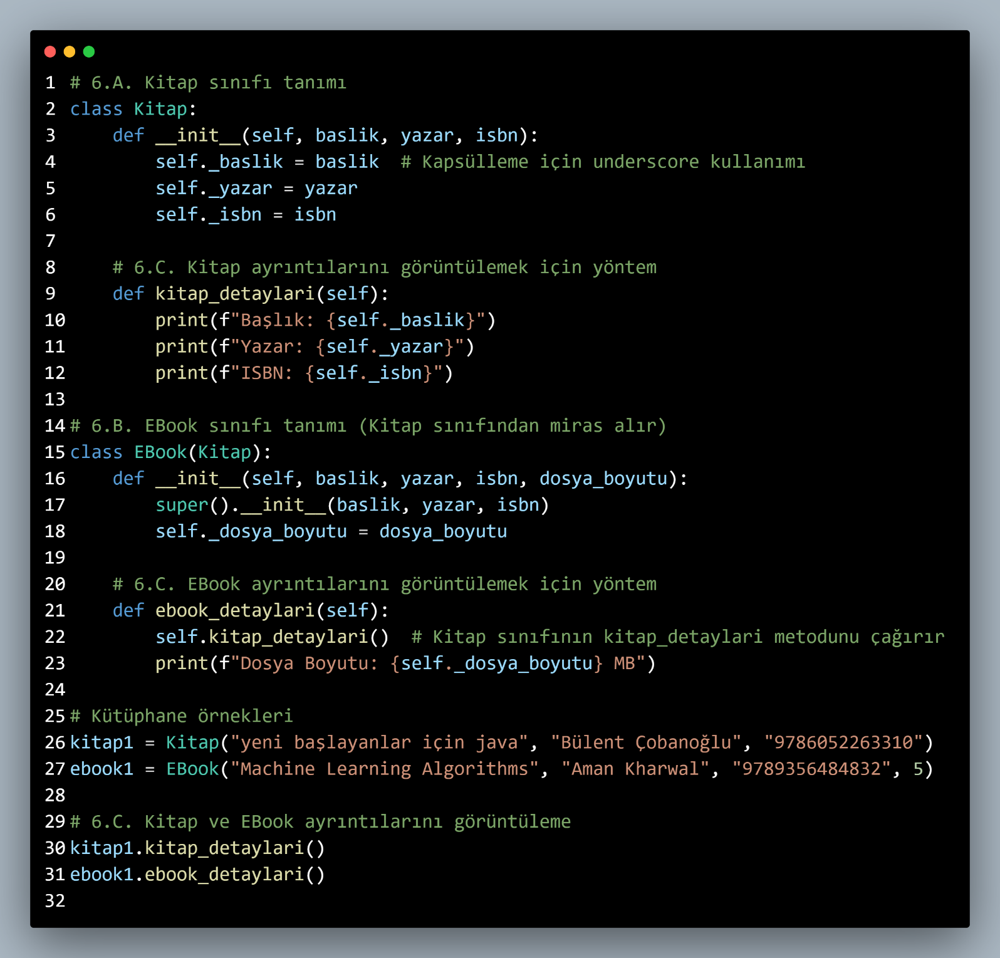 1 # 6.A. Kitap sınıfı tanımı
2 class Kitap:
3     def __init__(self, baslik, yazar, isbn):
4         self._baslik = baslik  # Kapsülleme için underscore kullanımı
5         self._yazar = yazar
6         self._isbn = isbn
7
8     # 6.C. Kitap ayrıntılarını görüntülemek için yöntem
9     def kitap_detaylari(self):
10         print(f"Başlık: {self._baslik}")
11         print(f"Yazar: {self._yazar}")
12         print(f"ISBN: {self._isbn}")
13
14 # 6.B. EBook sınıfı tanımı (Kitap sınıfından miras alır)
15 class EBook(Kitap):
16     def __init__(self, baslik, yazar, isbn, dosya_boyutu):
17         super().__init__(baslik, yazar, isbn)
18         self._dosya_boyutu = dosya_boyutu
19
20     # 6.C. EBook ayrıntılarını görüntülemek için yöntem
21     def ebook_detaylari(self):
22         self.kitap_detaylari()  # Kitap sınıfının kitap_detaylari metodunu çağırır
23         print(f"Dosya Boyutu: {self._dosya_boyutu} MB")
24
25 # Kütüphane örnekleri
26 kitap1 = Kitap("yeni başlayanlar için java", "Bülent Çobanoğlu", "9786052263310")
27 ebook1 = EBook("Machine Learning Algorithms", "Aman Kharwal", "9789356484832", 5)
28
29 # 6.C. Kitap ve EBook ayrıntılarını görüntüleme
30 kitap1.kitap_detaylari()
31 ebook1.ebook_detaylari()
32